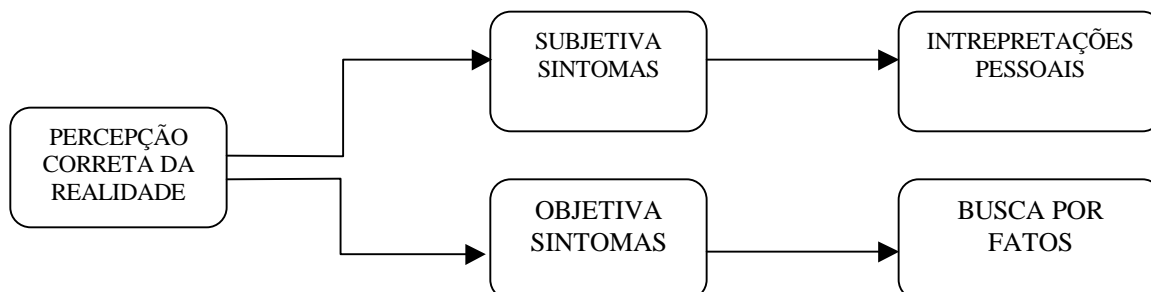 SUBJETIVA
SINTOMAS
INTREPRETAÇÕES
PESSOAIS
PERCEPÇÃO
CORRETA DA
REALIDADE
OBJETIVA
SINTOMAS
BUSCA POR
FATOS